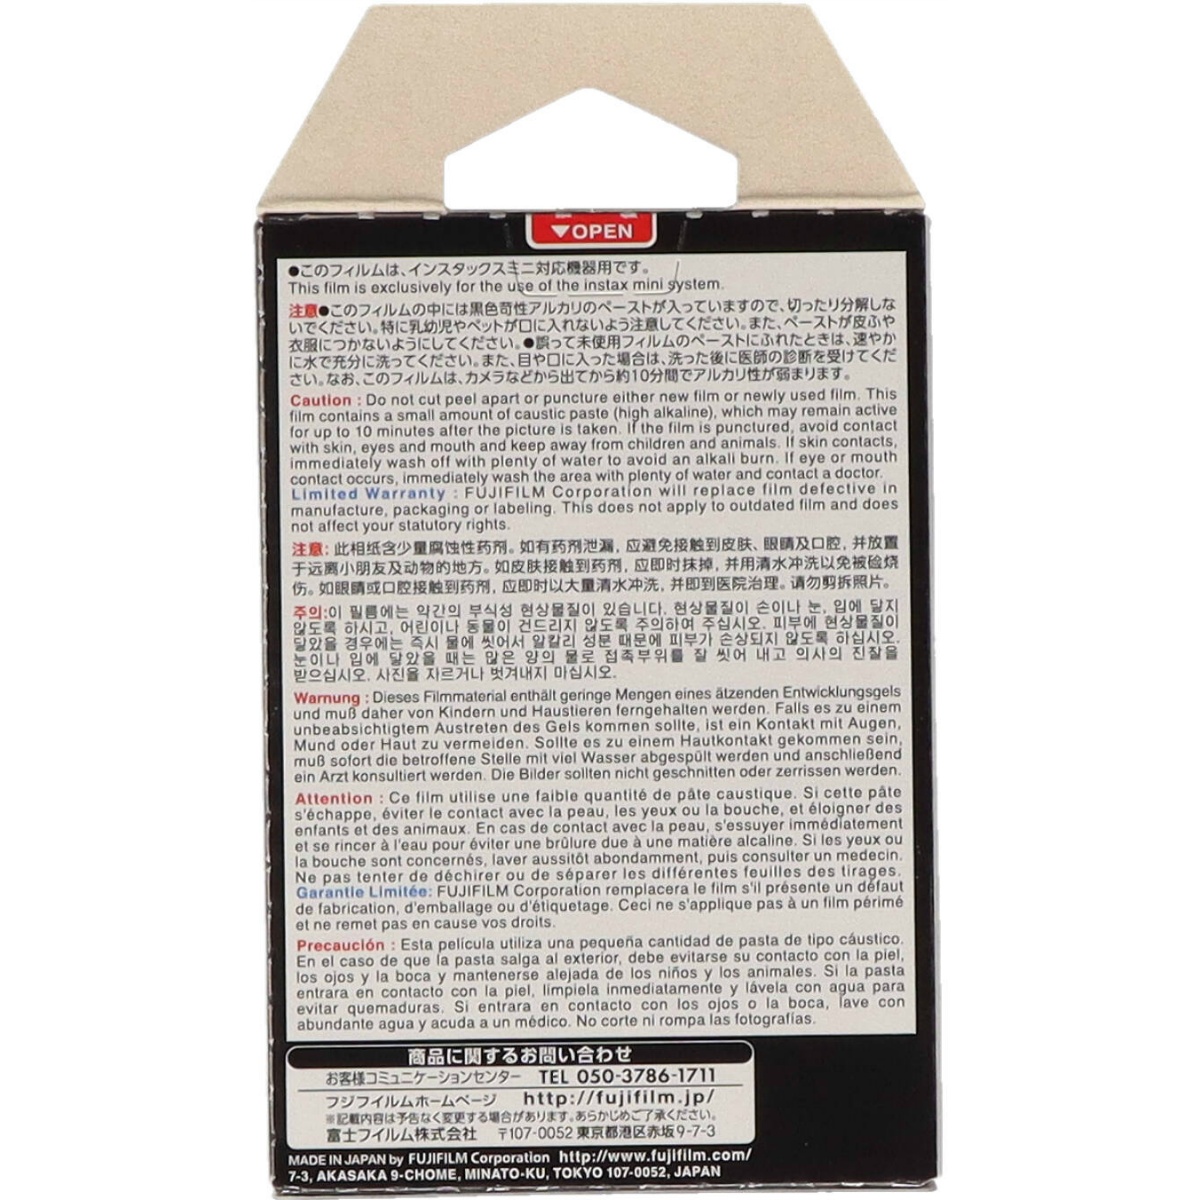 ▼OPEN
●このフィルムは、インスタックスミニ対応機器用です。
This film is exclusively for the use of the instax mini system.
注意●このフィルムの中には黒色苛性アルカリのペーストが入っていますので、切ったり分解しな
いでください。特に乳幼児やペットが口に入れないよう注意してください。また、ペーストが皮ふや
衣服につかないようにしてください。●誤って未使用フィルムのペーストにふれたときは、速やか
に水で充分に洗ってください。また、目や口に入った場合は、洗った後に医師の診断を受けてくだ
さい。なお、このフィルムは、カメラなどから出てから約10分間でアルカリ性が弱まります。
Caution : Do not cut peel apart or puncture either new film or newly used film. This
film contains a small amount of caustic paste (high alkaline), which may remain active
for up to 10 minutes after the picture is taken. If the film is punctured, avoid contact
with skin, eyes and mouth and keep away from children and animals. If skin contacts,
immediately wash off with plenty of water to avoid an alkali burn. If eye or mouth
contact occurs, immediately wash the area with plenty of water and contact a doctor.
Limited Warranty : FUJIFILM Corporation will replace film defective in
manufacture, packaging or labeling. This does not apply to outdated film and does
not affect your statutory rights.
注意: 此相纸含少量腐蚀性药剂。如有药剂泄漏, 应避免接触到皮肤、眼睛及口腔, 并放置
于远离小朋友及动物的地方。如皮肤接触到药剂, 应即时抹掉, 并用清水冲洗以免被硷烧
伤。如眼睛或口腔接触到药剂, 应即时以大量清水冲洗, 并即到医院治理。请勿剪拆照片。
주의:이 필름에는 약간의 부식성 현상물질이 있습니다. 현상물질이 손이나 눈, 입에 닿지
않도록 하시고, 어린이나 동물이 건드리지 않도록 주의하여 주십시오. 피부에 현상물질이
닿았을 경우에는 즉시 물에 씻어서 알칼리 성분 때문에 피부가 손상되지 않도록 하십시오.
눈이나 입에 닿았을 때는 많은 양의 물로 접촉부위를 잘 씻어 내고 의사의 진찰을
받으십시오. 사진을 자르거나 벗겨내지 마십시오.
Warnung : Dieses Filmmaterial enthält geringe Mengen eines ätzenden Entwicklungsgels
und muß daher von Kindern und Haustieren ferngehalten werden. Falls es zu einem
unbeabsichtigtem Austreten des Gels kommen sollte, ist ein Kontakt mit Augen,
Mund oder Haut zu vermeiden. Sollte es zu einem Hautkontakt gekommen sein,
muß sofort die betroffene Stelle mit viel Wasser abgespült werden und anschließend
ein Arzt konsultiert werden. Die Bilder sollten nicht geschnitten oder zerrissen werden.
Attention : Ce film utilise une faible quantité de pâte caustique. Si cette pâte
s'échappe, éviter le contact avec la peau, les yeux ou la bouche, et éloigner des
enfants et des animaux. En cas de contact avec la peau, s'essuyer immédiatement
et se rincer à l'eau pour éviter une brûlure due à une matière alcaline. Si les yeux ou
la bouche sont concernés, laver aussitôt abondamment, puis consulter un medecin.
Ne pas tenter de déchirer ou de séparer les différentes feuilles des tirages.
Garantie Limitée: FUJIFILM Corporation remplacera le film s'il présente un défaut
de fabrication, d'emballage ou d'étiquetage. Ceci ne s'applique pas à un film périmé
et ne remet pas en cause vos droits.
Precaución : Esta película utiliza una pequeña cantidad de pasta de tipo cáustico.
En el caso de que la pasta salga al exterior, debe evitarse su contacto con la piel,
los ojos y la boca y mantenerse alejada de los niños y los animales. Si la pasta
entrara en contacto con la piel, limpiela inmediatamente y lávela con agua para
evitar quemaduras. Si entrara en contacto con los ojos o la boca, lave con
abundante agua y acuda a un médico. No corte ni rompa las fotografías.
商品に関するお問い合わせ
お客様コミュニケーションセンター TEL 050-3786-1711
フジフイルムホームページ http://fujifilm.jp/
※記載内容は予告なく変更する場合があります。あらかじめご了承ください。
富士フイルム株式会社 〒107-0052 東京都港区赤坂9-7-3
MADE IN JAPAN by FUJIFILM Corporation http://www.fujifilm.com/
7-3, AKASAKA 9-CHOME, MINATO-KU, TOKYO 107-0052, JAPAN